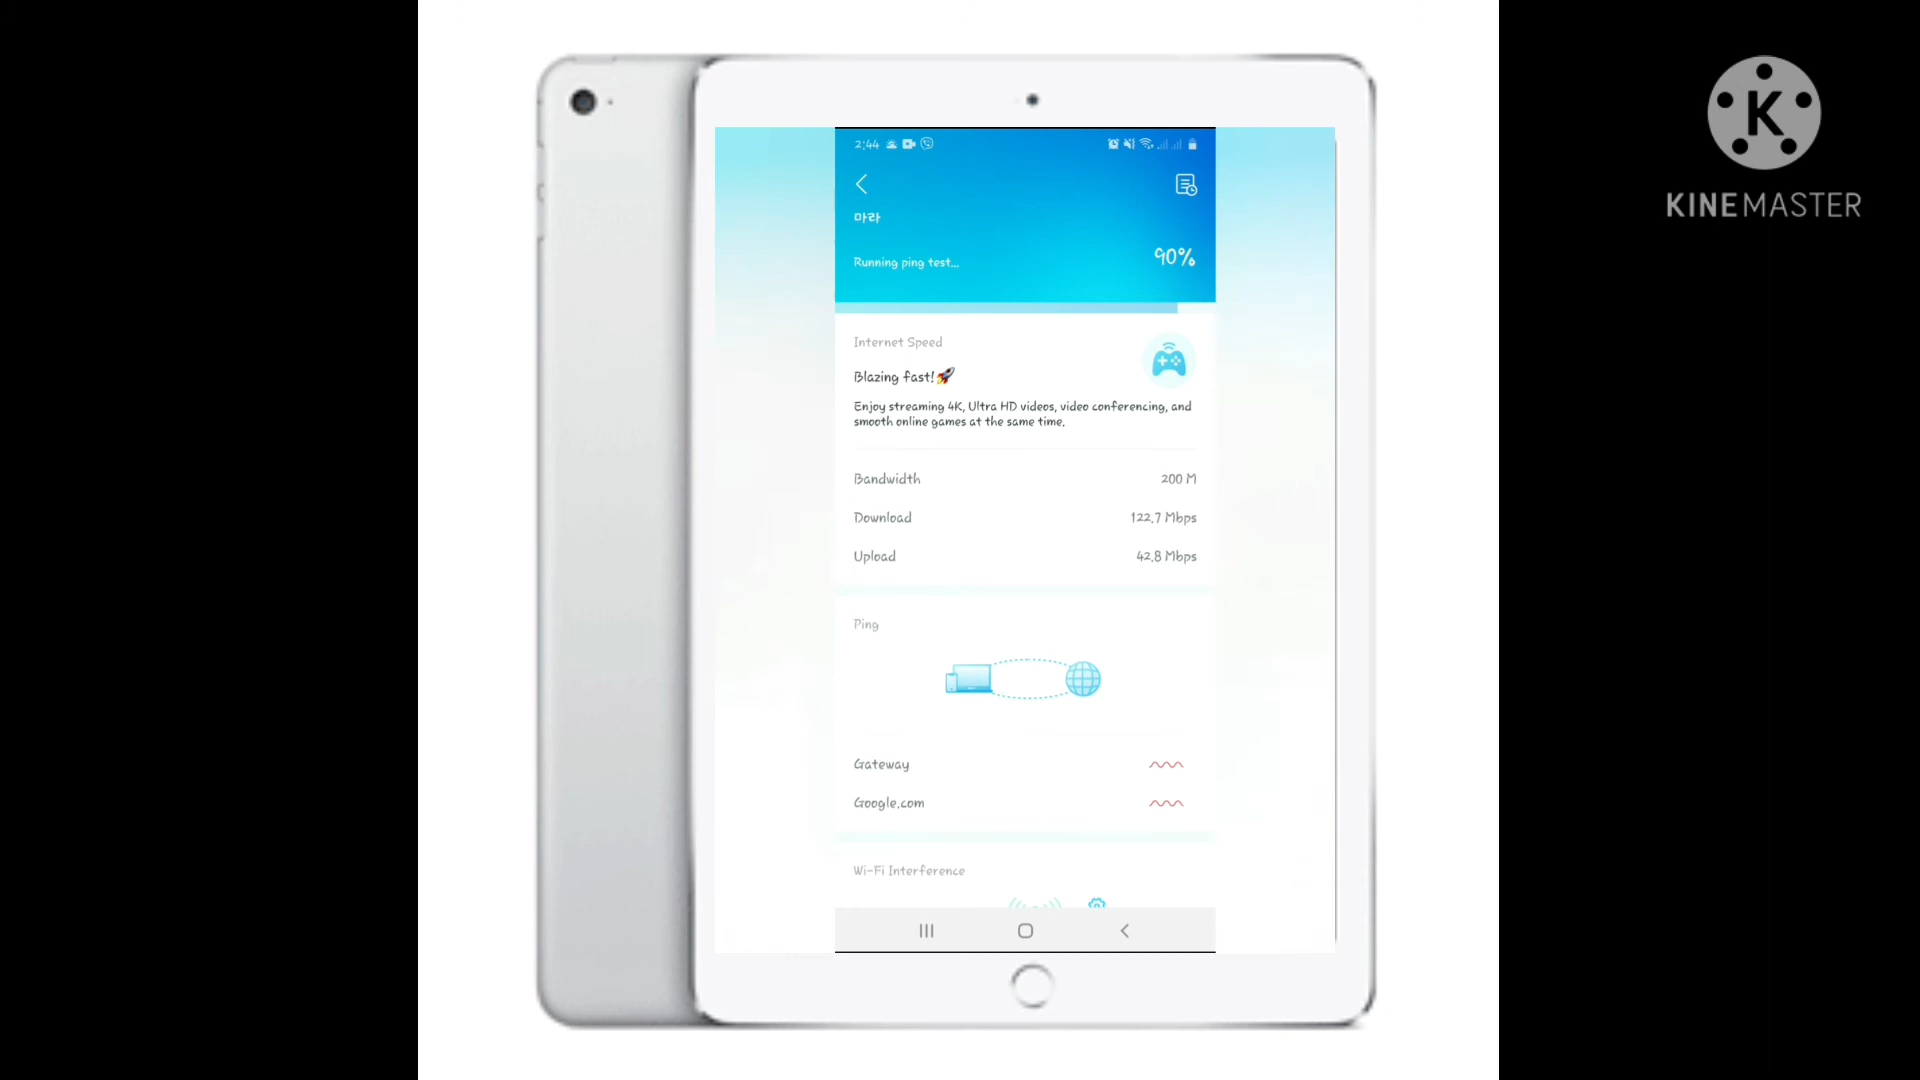 2:44
마라
Running ping test...
90%
Internet Speed
Blazing fast!🚀
Enjoy streaming 4K, Ultra HD videos, video conferencing, and
smooth online games at the same time.
Bandwidth 200 M
Download 122.7 Mbps
Upload 42.8 Mbps
Ping
Gateway
Google.com
Wi-Fi Interference
K
KINEMASTER